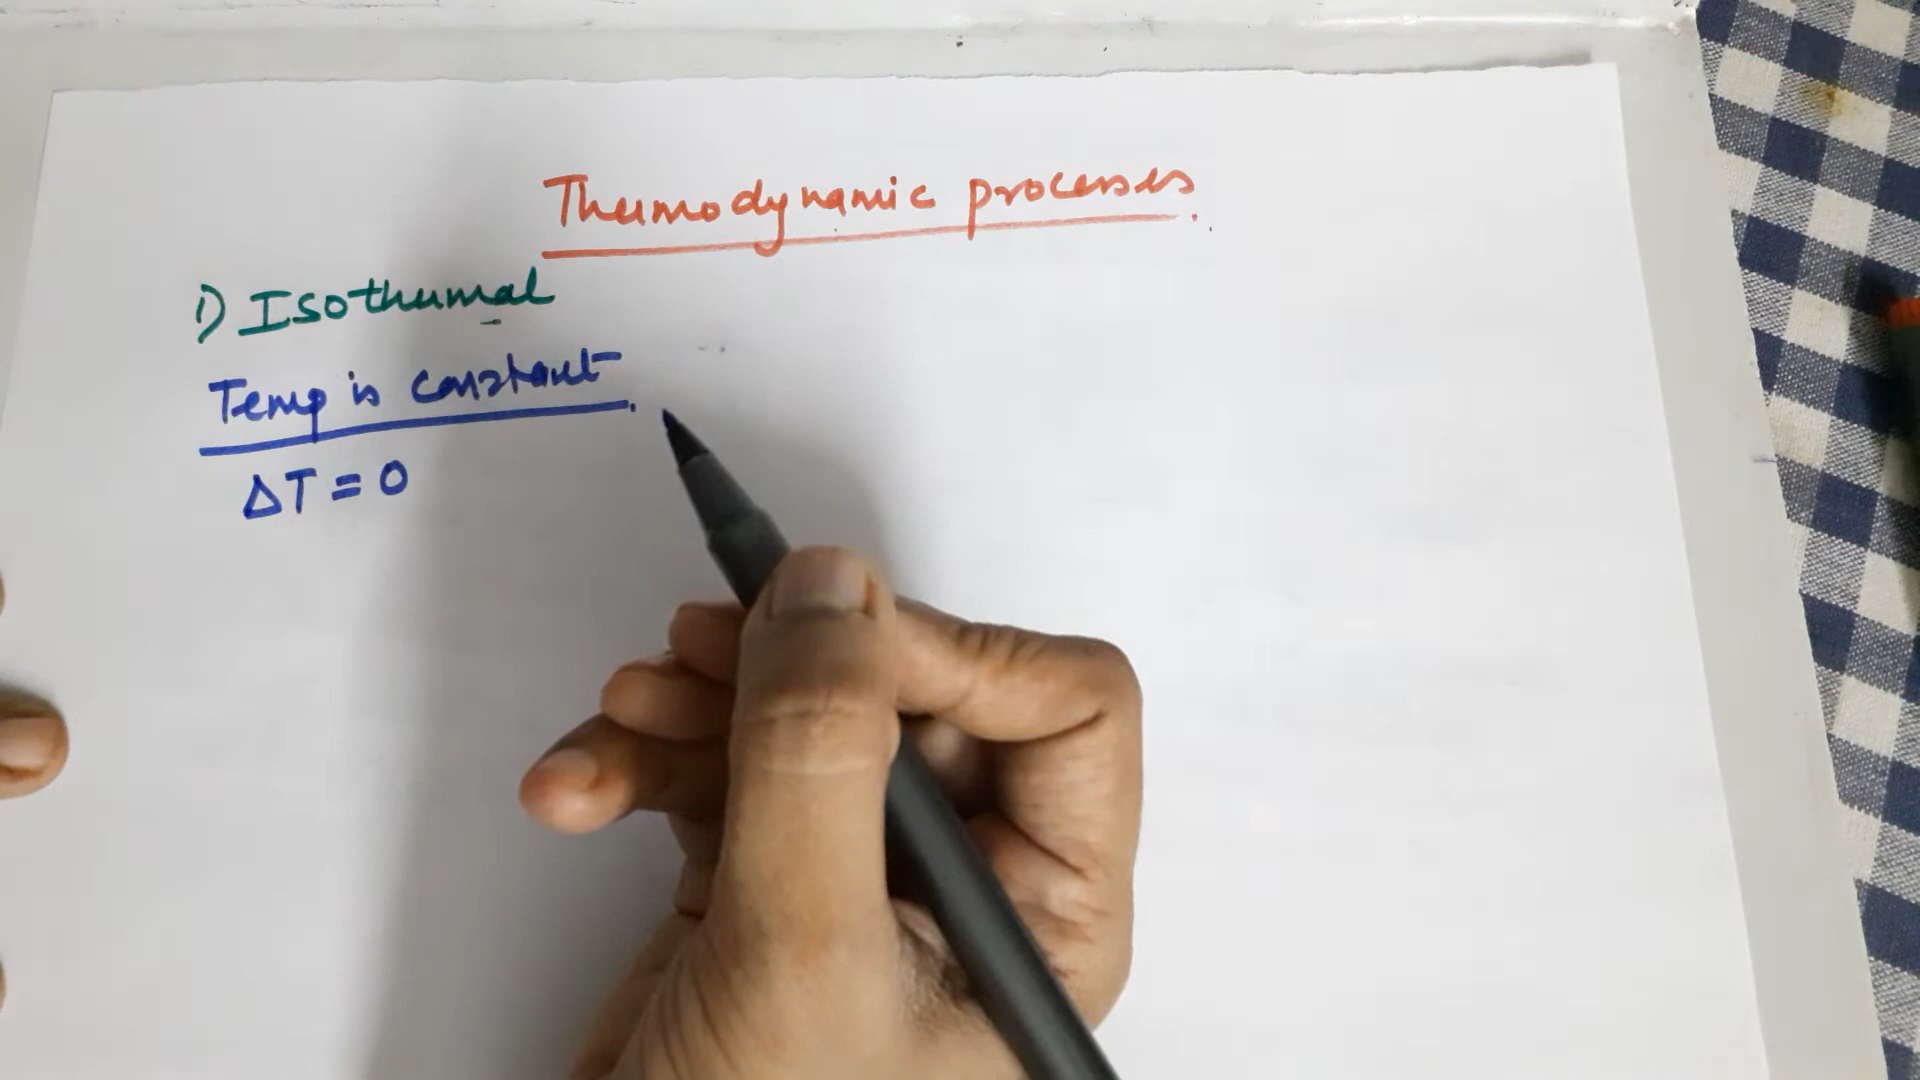 Thermodynamic processes.
1) Isothermal
Temp is constant.
ΔT = 0